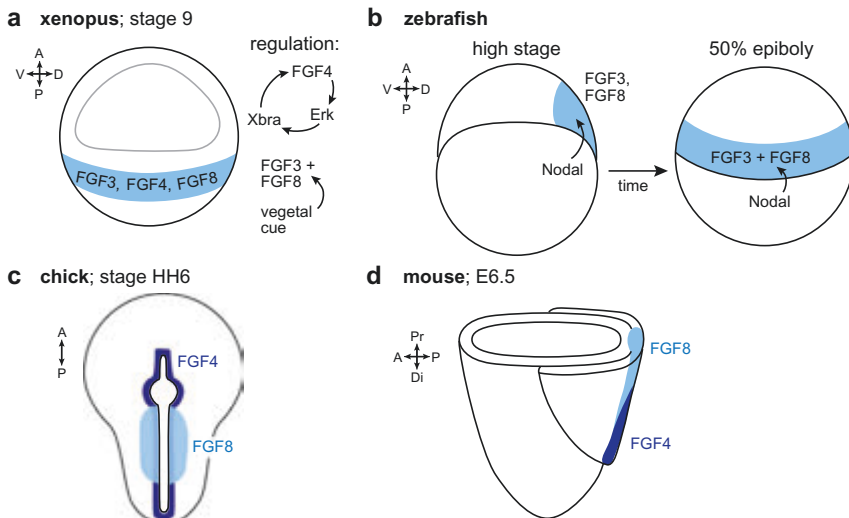 a xenopus; stage 9
A
V D
P
regulation:
FGF4
Xbra Erk
FGF3 +
FGF8
vegetal
cue
FGF3, FGF4, FGF8
b zebrafish
A
V D
P
high stage
FGF3,
FGF8
Nodal
time
50% epiboly
FGF3 + FGF8
Nodal
c chick; stage HH6
A
P
FGF4
FGF8
d mouse; E6.5
Pr
A P
Di
FGF8
FGF4